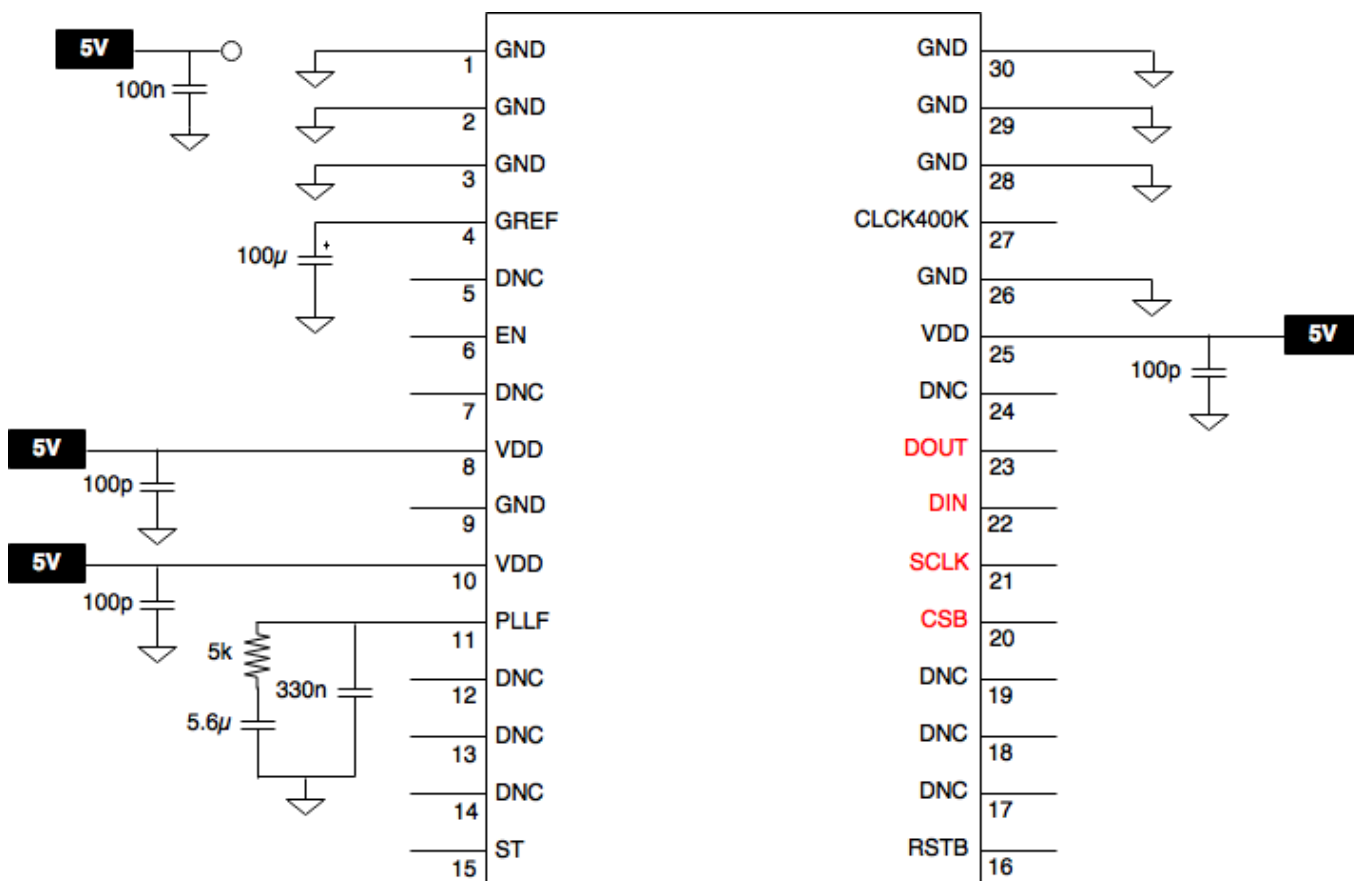 5V
100n
GND
1
GND
2
GND
3
GREF
4
100µ
DNC
5
EN
6
DNC
7
5V
VDD
8
100p
GND
9
5V
VDD
10
100p
PLLF
11
5k
330n
5.6µ
DNC
12
DNC
13
DNC
14
ST
15
GND
30
GND
29
GND
28
CLCK400K
27
GND
26
VDD
25
5V
100p
DNC
24
DOUT
23
DIN
22
SCLK
21
CSB
20
DNC
19
DNC
18
DNC
17
RSTB
16